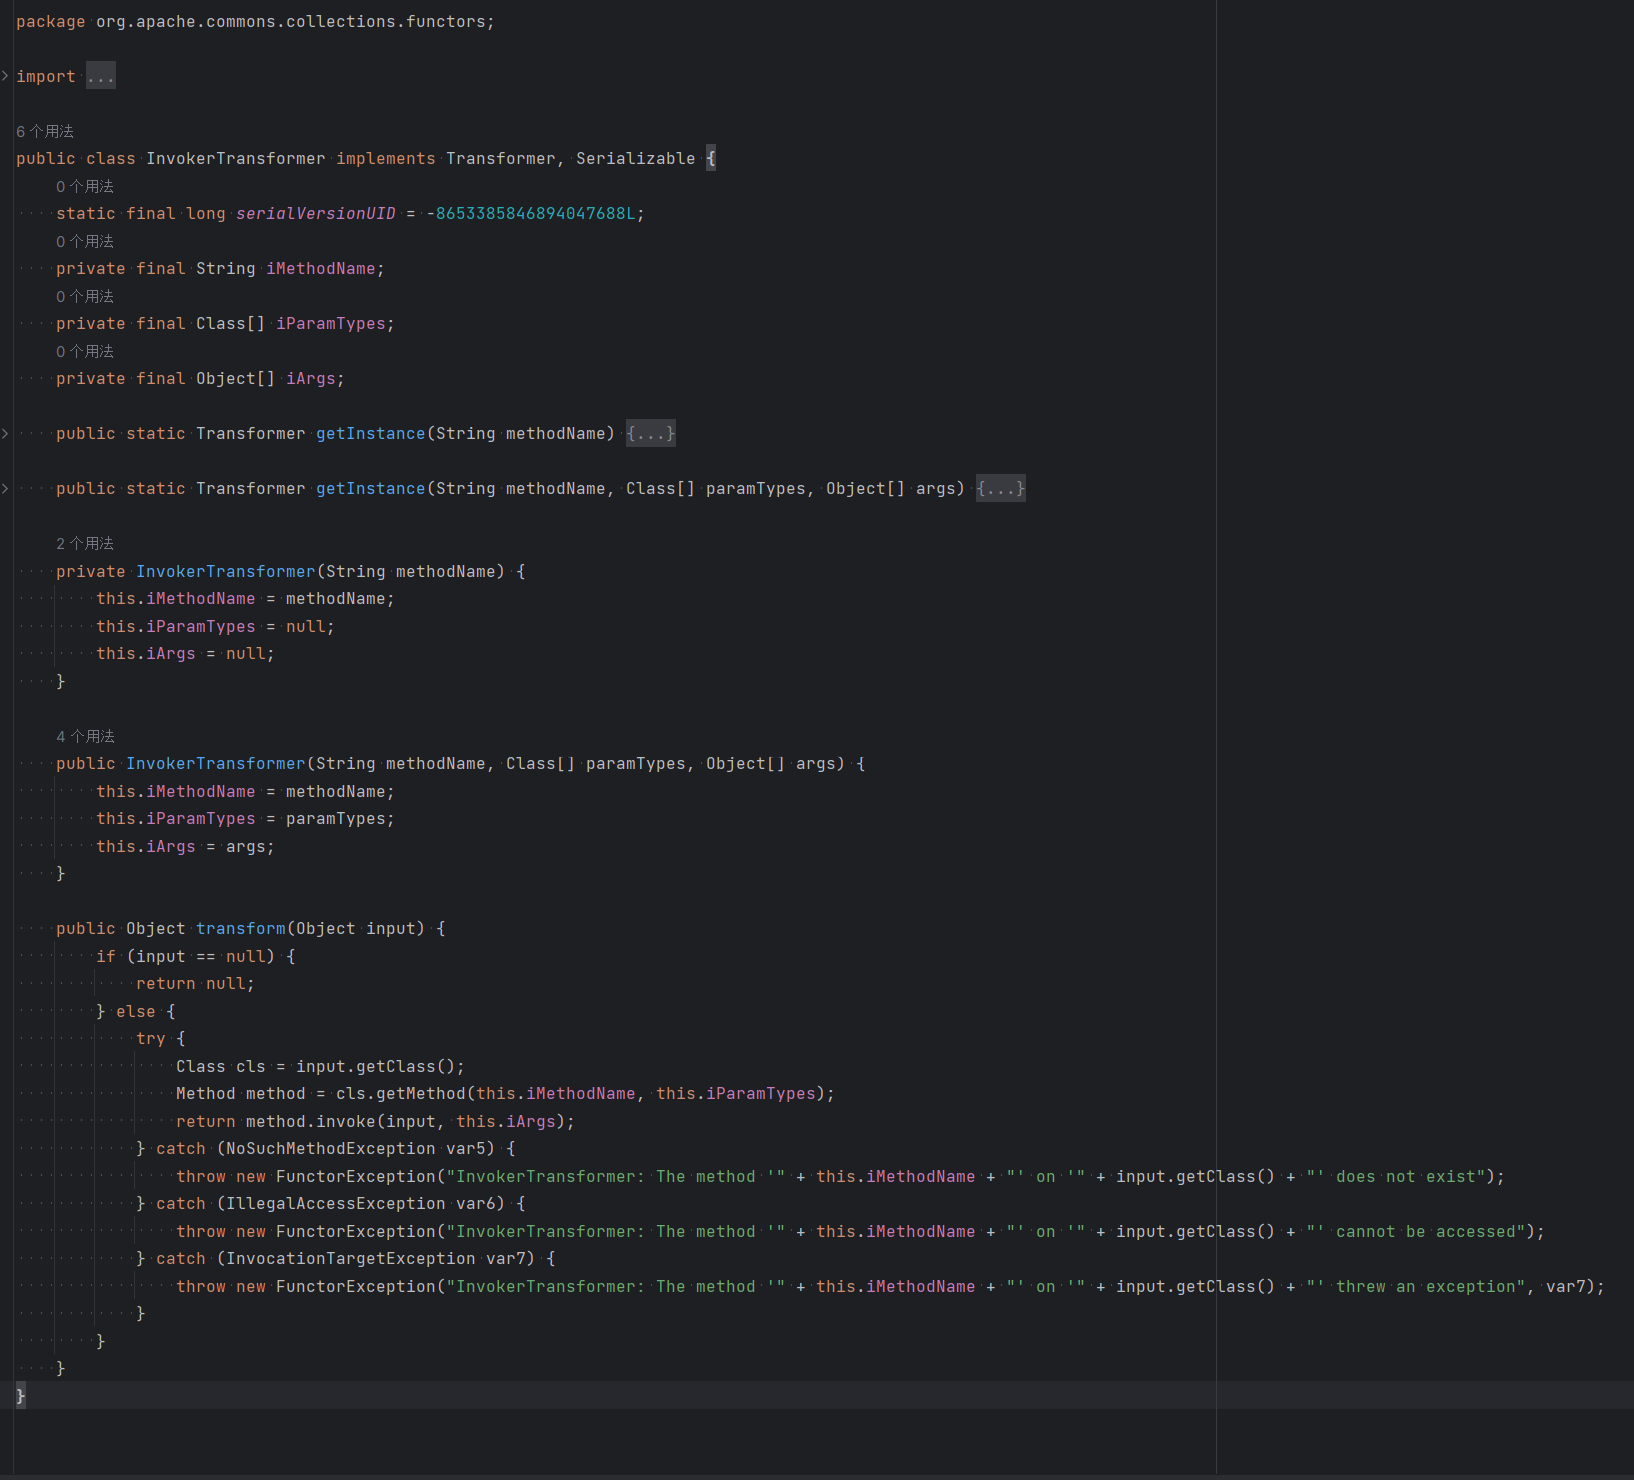 package org.apache.commons.collections.functors;
import ...
6 个用法
public class InvokerTransformer implements Transformer, Serializable {
0 个用法
static final long serialVersionUID = -8653385846894047688L;
0 个用法
private final String iMethodName;
0 个用法
private final Class[] iParamTypes;
0 个用法
private final Object[] iArgs;
public static Transformer getInstance(String methodName) {...}
public static Transformer getInstance(String methodName, Class[] paramTypes, Object[] args) {...}
2 个用法
private InvokerTransformer(String methodName) {
this.iMethodName = methodName;
this.iParamTypes = null;
this.iArgs = null;
}
4 个用法
public InvokerTransformer(String methodName, Class[] paramTypes, Object[] args) {
this.iMethodName = methodName;
this.iParamTypes = paramTypes;
this.iArgs = args;
}
public Object transform(Object input) {
if (input == null) {
return null;
} else {
try {
Class cls = input.getClass();
Method method = cls.getMethod(this.iMethodName, this.iParamTypes);
return method.invoke(input, this.iArgs);
} catch (NoSuchMethodException var5) {
throw new FunctorException("InvokerTransformer: The method '" + this.iMethodName + "' on '" + input.getClass() + "' does not exist");
} catch (IllegalAccessException var6) {
throw new FunctorException("InvokerTransformer: The method '" + this.iMethodName + "' on '" + input.getClass() + "' cannot be accessed");
} catch (InvocationTargetException var7) {
throw new FunctorException("InvokerTransformer: The method '" + this.iMethodName + "' on '" + input.getClass() + "' threw an exception", var7);
}
}
}
}